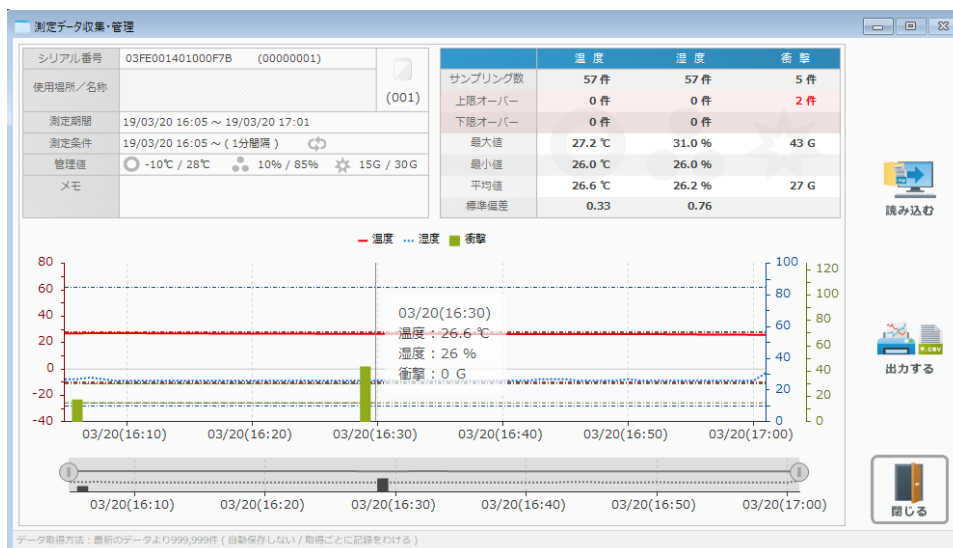 測定データ収集・管理
シリアル番号 03FE001401000F7B (00000001)
使用場所／名称
(001)
測定期間 19/03/20 16:05 ～ 19/03/20 17:01
測定条件 19/03/20 16:05 ～ ( 1分間隔 )
管理値 -10℃ / 28℃ 10% / 85% 15G / 30G
メモ
温度 湿度 衝撃
サンプリング数 57 件 57 件 5 件
上限オーバー 0 件 0 件 2 件
下限オーバー 0 件 0 件
最大値 27.2 ℃ 31.0 % 43 G
最小値 26.0 ℃ 26.0 %
平均値 26.6 ℃ 26.2 % 27 G
標準偏差 0.33 0.76
読み込む
温度 湿度 衝撃
80 100 120
60 80 100
40 60 80
20 40 60
0 20 40
-20 0 20
-40 0
03/20(16:30)
温度：26.6 ℃
湿度：26 %
衝撃：0 G
03/20(16:10) 03/20(16:20) 03/20(16:30) 03/20(16:40) 03/20(16:50) 03/20(17:00)
.csv
出力する
03/20(16:10) 03/20(16:20) 03/20(16:30) 03/20(16:40) 03/20(16:50) 03/20(17:00)
閉じる
データ取得方法：最新のデータより999,999件 ( 自動保存しない / 取得ごとに記録をわける )